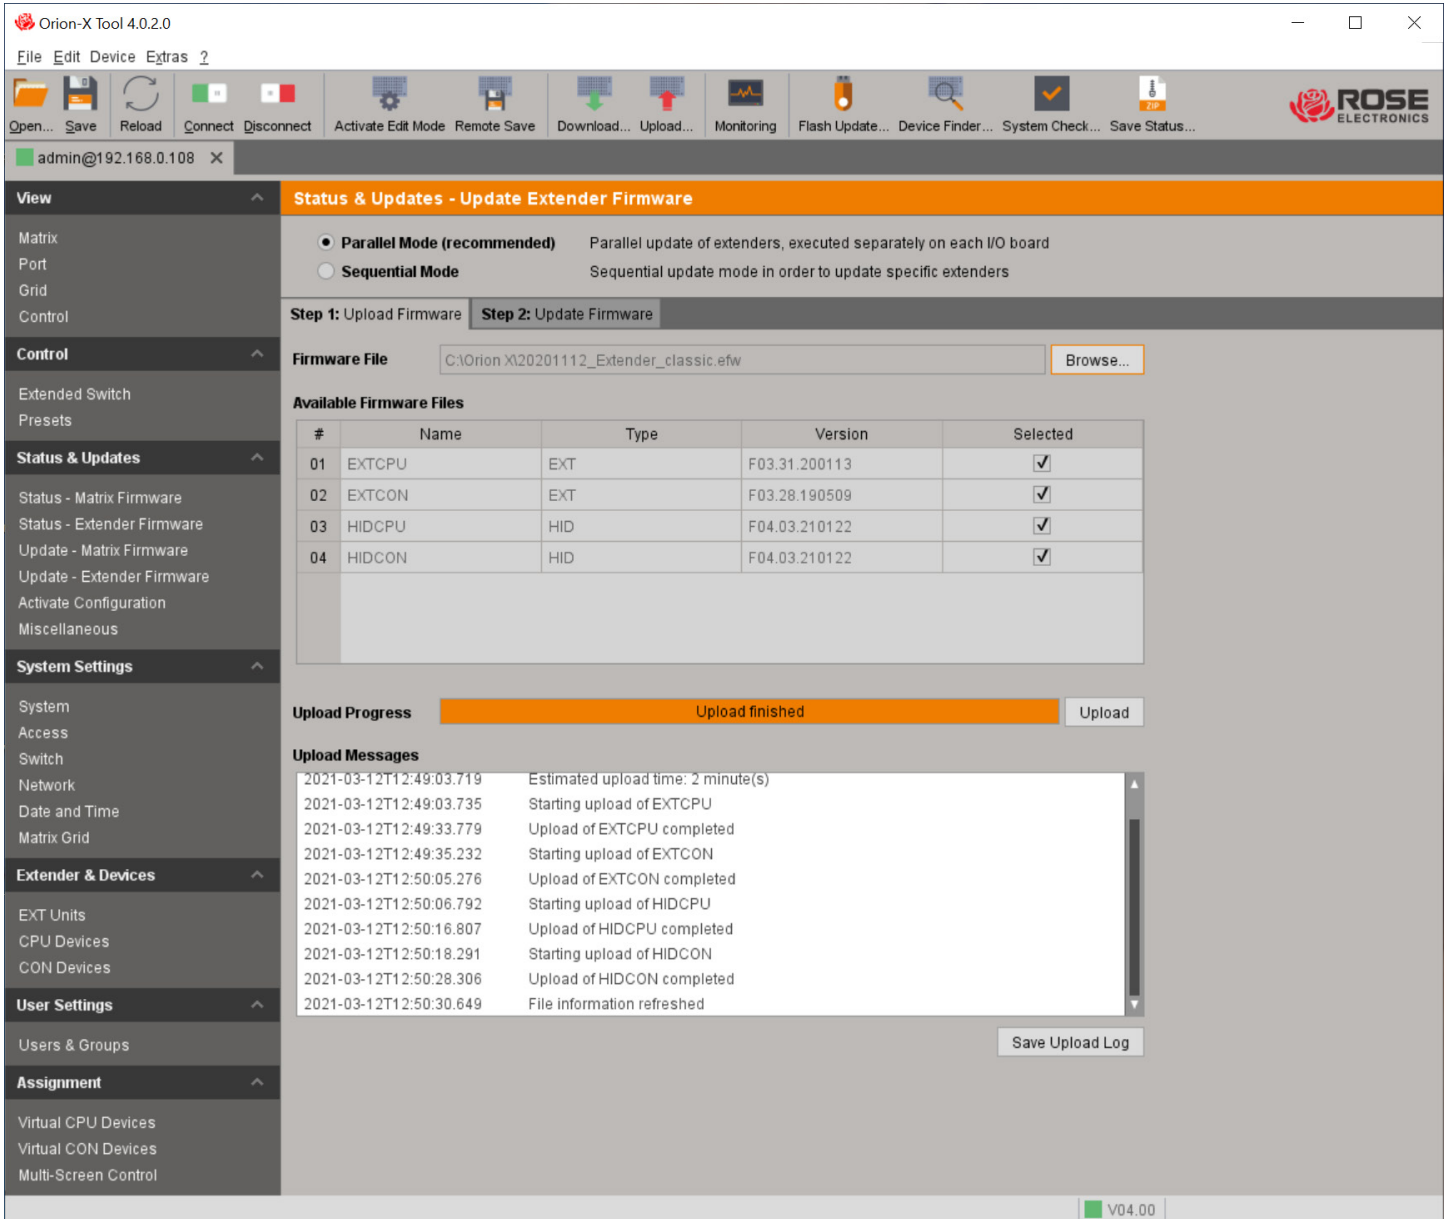 Orion-X Tool 4.0.2.0
File Edit Device Extras ?
Open... Save Reload Connect Disconnect Activate Edit Mode Remote Save Download... Upload... Monitoring Flash Update... Device Finder... System Check... Save Status...
ZIP
ROSE
ELECTRONICS
admin@192.168.0.108
View
Matrix
Port
Grid
Control
Control
Extended Switch
Presets
Status & Updates
Status - Matrix Firmware
Status - Extender Firmware
Update - Matrix Firmware
Update - Extender Firmware
Activate Configuration
Miscellaneous
System Settings
System
Access
Switch
Network
Date and Time
Matrix Grid
Extender & Devices
EXT Units
CPU Devices
CON Devices
User Settings
Users & Groups
Assignment
Virtual CPU Devices
Virtual CON Devices
Multi-Screen Control
Status & Updates - Update Extender Firmware
Parallel Mode (recommended) Parallel update of extenders, executed separately on each I/O board
Sequential Mode Sequential update mode in order to update specific extenders
Step 1: Upload Firmware Step 2: Update Firmware
Firmware File C:\Orion X\20201112_Extender_classic.efw Browse...
Available Firmware Files
# Name Type Version Selected
01 EXTCPU EXT F03.31.200113
02 EXTCON EXT F03.28.190509
03 HIDCPU HID F04.03.210122
04 HIDCON HID F04.03.210122
Upload Progress Upload finished Upload
Upload Messages
2021-03-12T12:49:03.719 Estimated upload time: 2 minute(s)
2021-03-12T12:49:03.735 Starting upload of EXTCPU
2021-03-12T12:49:33.779 Upload of EXTCPU completed
2021-03-12T12:49:35.232 Starting upload of EXTCON
2021-03-12T12:50:05.276 Upload of EXTCON completed
2021-03-12T12:50:06.792 Starting upload of HIDCPU
2021-03-12T12:50:16.807 Upload of HIDCPU completed
2021-03-12T12:50:18.291 Starting upload of HIDCON
2021-03-12T12:50:28.306 Upload of HIDCON completed
2021-03-12T12:50:30.649 File information refreshed
Save Upload Log
V04.00